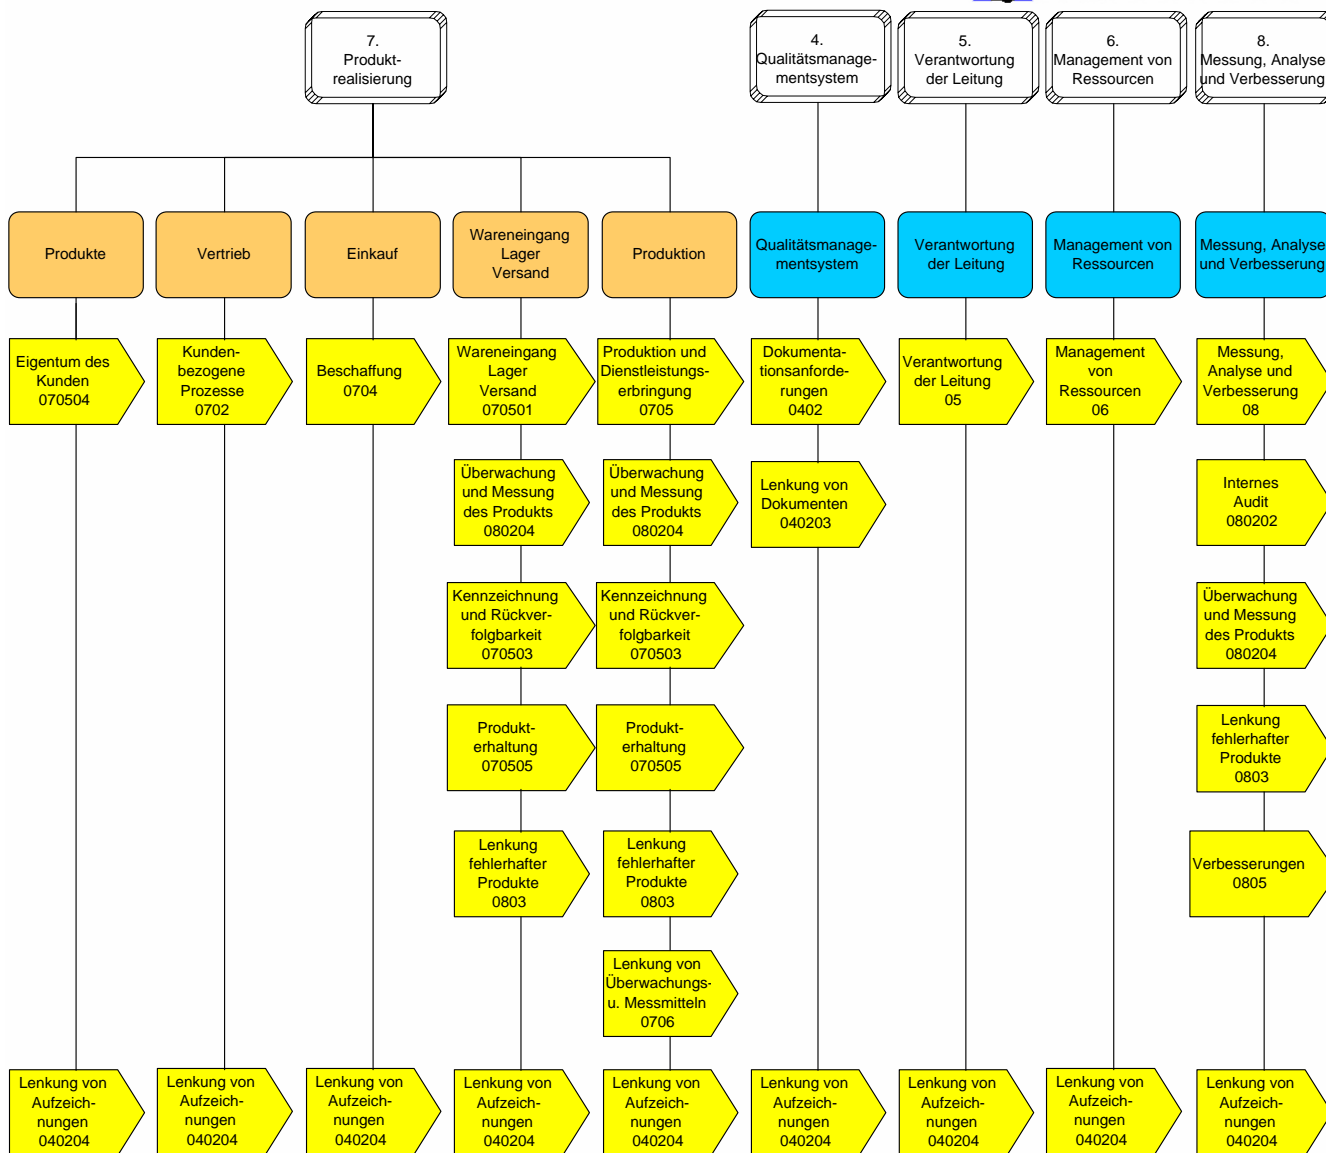 7.
Produkt-
realisierung
4.
Qualitätsmanage-
mentsystem
5.
Verantwortung
der Leitung
6.
Management von
Ressourcen
8.
Messung, Analyse
und Verbesserung
Produkte
Vertrieb
Einkauf
Wareneingang
Lager
Versand
Produktion
Qualitätsmanage-
mentsystem
Verantwortung
der Leitung
Management von
Ressourcen
Messung, Analyse
und Verbesserung
Eigentum des
Kunden
070504
Kunden-
bezogene
Prozesse
0702
Beschaffung
0704
Wareneingang
Lager
Versand
070501
Produktion und
Dienstleistungs-
erbringung
0705
Dokumenta-
tionsanforde-
rungen
0402
Verantwortung
der Leitung
05
Management
von
Ressourcen
06
Messung,
Analyse und
Verbesserung
08
Überwachung
und Messung
des Produkts
080204
Überwachung
und Messung
des Produkts
080204
Lenkung von
Dokumenten
040203
Internes
Audit
080202
Kennzeichnung
und Rückver-
folgbarkeit
070503
Kennzeichnung
und Rückver-
folgbarkeit
070503
Überwachung
und Messung
des Produkts
080204
Produkt-
erhaltung
070505
Produkt-
erhaltung
070505
Lenkung
fehlerhafter
Produkte
0803
Lenkung
fehlerhafter
Produkte
0803
Lenkung
fehlerhafter
Produkte
0803
Verbesserungen
0805
Lenkung von
Überwachungs-
u. Messmitteln
0706
Lenkung von
Aufzeich-
nungen
040204
Lenkung von
Aufzeich-
nungen
040204
Lenkung von
Aufzeich-
nungen
040204
Lenkung von
Aufzeich-
nungen
040204
Lenkung von
Aufzeich-
nungen
040204
Lenkung von
Aufzeich-
nungen
040204
Lenkung von
Aufzeich-
nungen
040204
Lenkung von
Aufzeich-
nungen
040204
Lenkung von
Aufzeich-
nungen
040204